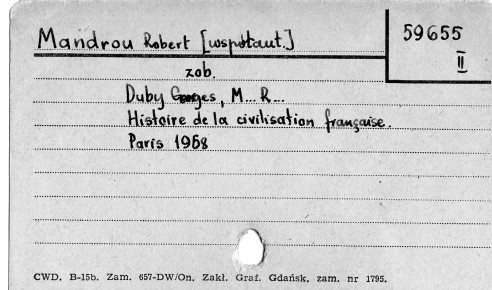 Mandrou Robert [współaut.]
59655
II
zob.
Duby Georges, M... R...
Histoire de la civilisation française.
Paris 1968
CWD. B-15b. Zam. 657-DW/On. Zakł. Graf. Gdańsk, zam. nr 1795.